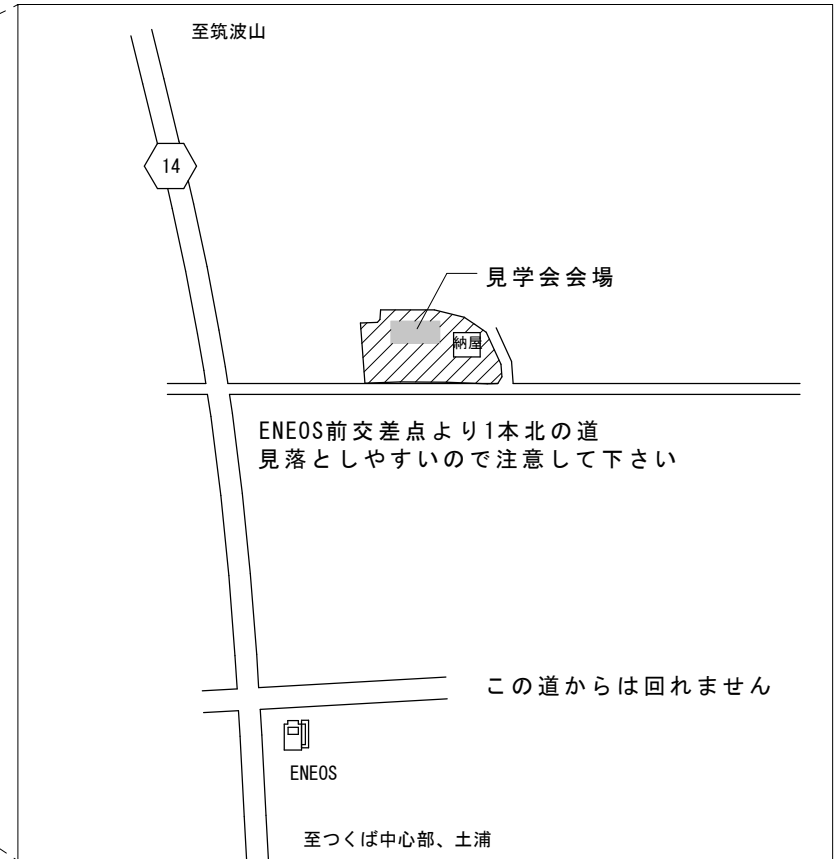 至筑波山
14
見学会会場
納屋
ENEOS前交差点より1本北の道
見落としやすいので注意して下さい
この道からは回れません
ENEOS
至つくば中心部、土浦